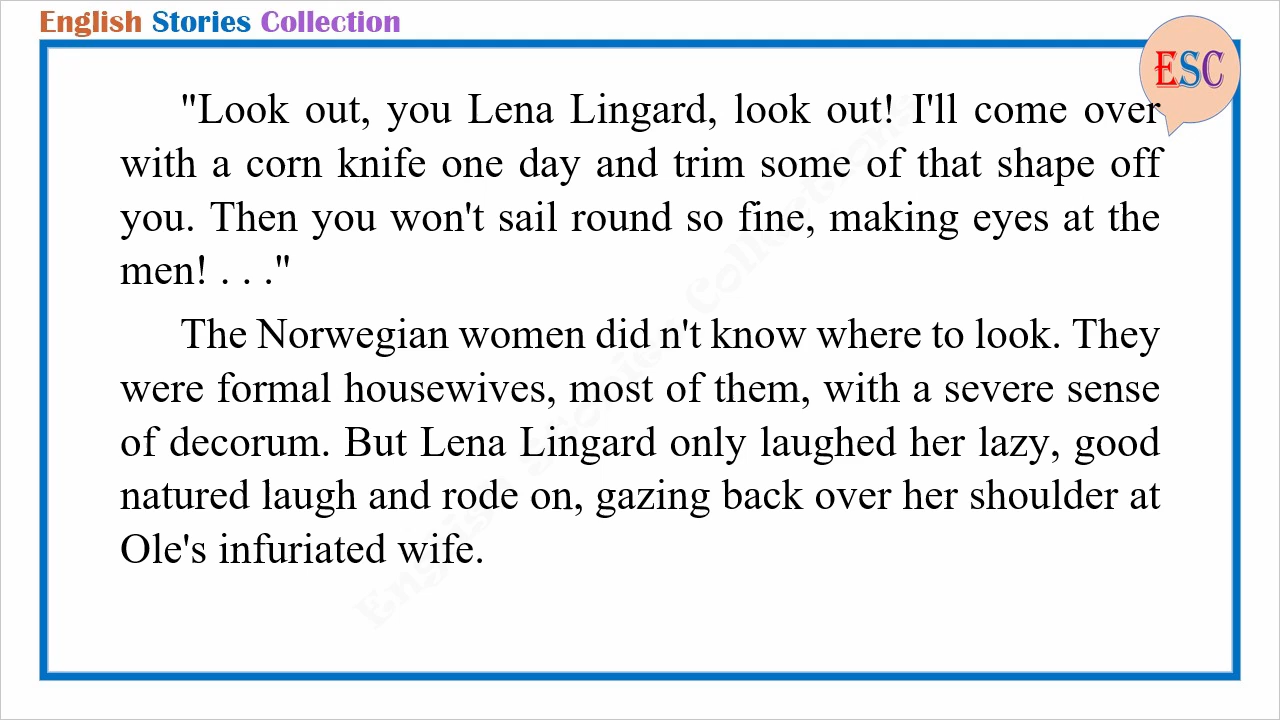 English Stories Collection
ESC
"Look out, you Lena Lingard, look out! I'll come over
with a corn knife one day and trim some of that shape off
you. Then you won't sail round so fine, making eyes at the
men! . . ."
The Norwegian women did n't know where to look. They
were formal housewives, most of them, with a severe sense
of decorum. But Lena Lingard only laughed her lazy, good
natured laugh and rode on, gazing back over her shoulder at
Ole's infuriated wife.
English Stories Collections